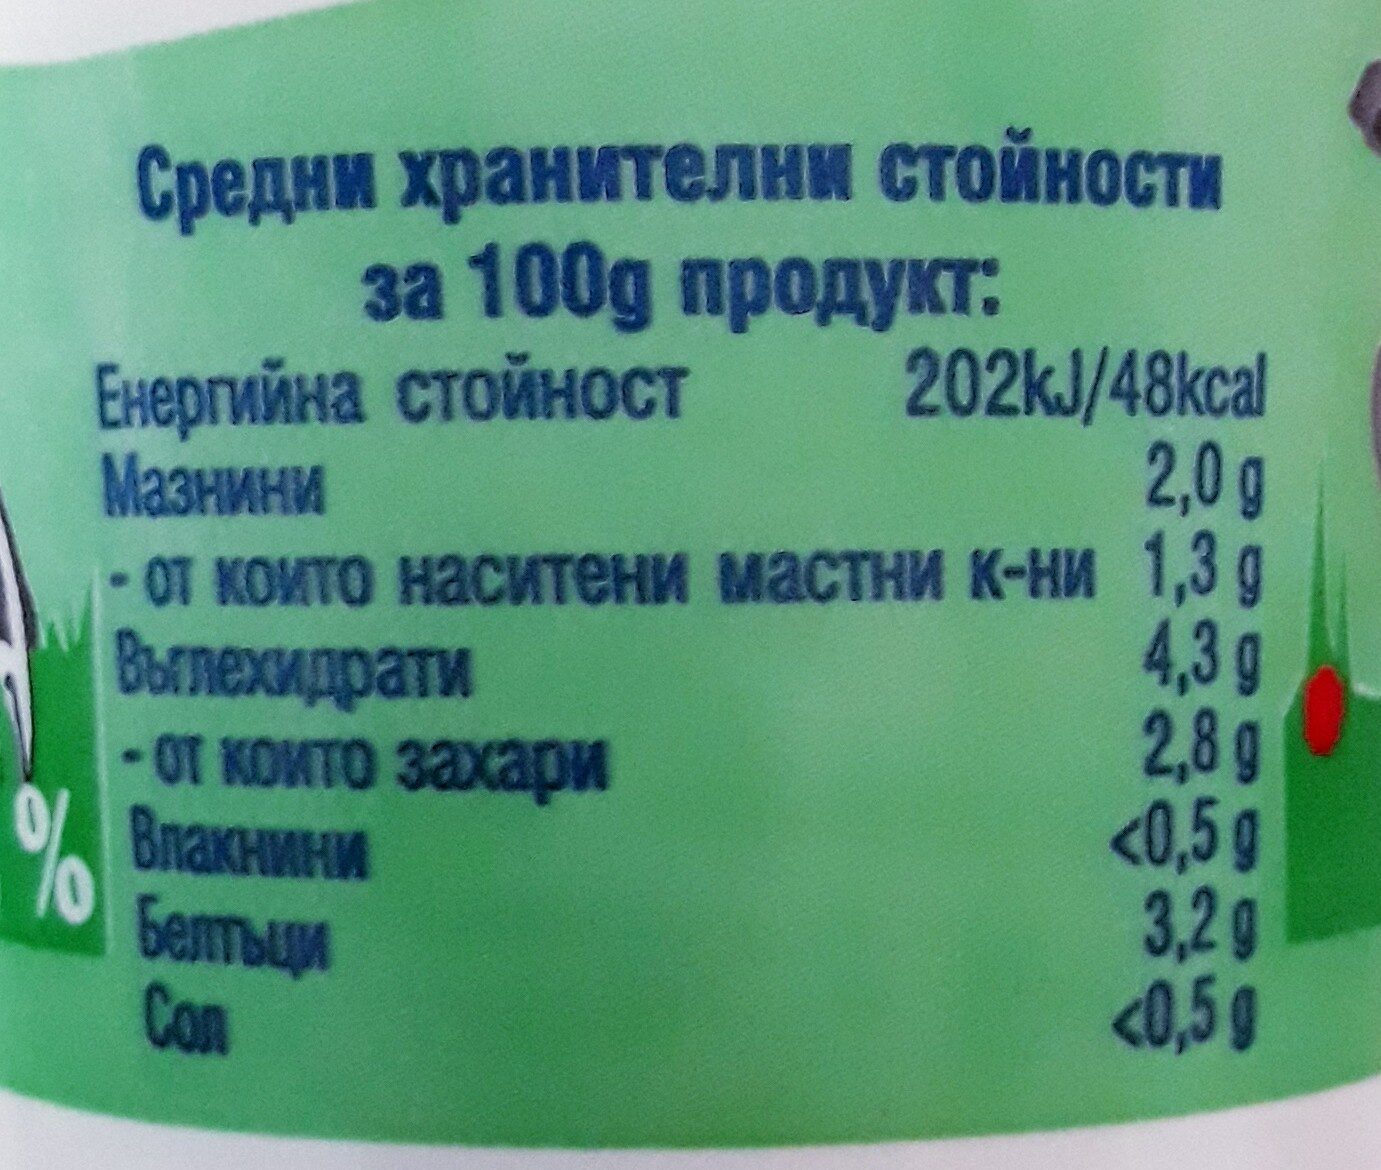 Средни хранителни стойности
за 100g продукт:
Енергийна стойност 202kJ/48kcal
Мазнини 2,0 g
- от които наситени мастни к-ни 1,3 g
Въглехидрати 4,3 g
- от които захари 2,8 g
Влакнини <0,5 g
Белтъци 3,2 g
Сол <0,5 g
%